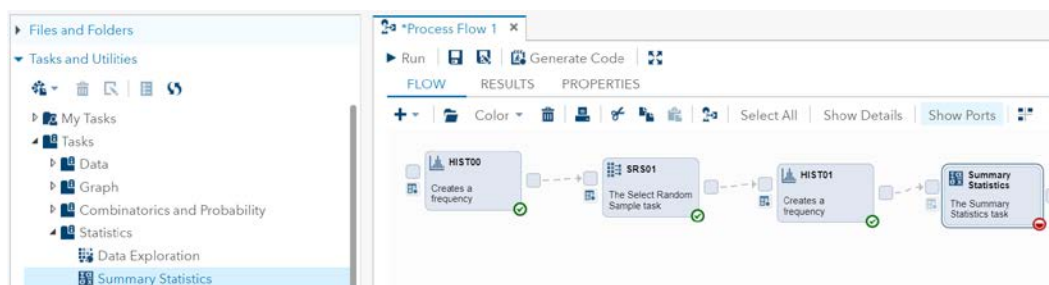 Files and Folders
Tasks and Utilities
My Tasks
Tasks
Data
Graph
Combinatorics and Probability
Statistics
Data Exploration
Summary Statistics
*Process Flow 1
Run Generate Code
FLOW RESULTS PROPERTIES
Color Select All Show Details Show Ports
HIST00
Creates a
frequency
SRS01
The Select Random
Sample task
HIST01
Creates a
frequency
Summary
Statistics
The Summary
Statistics task